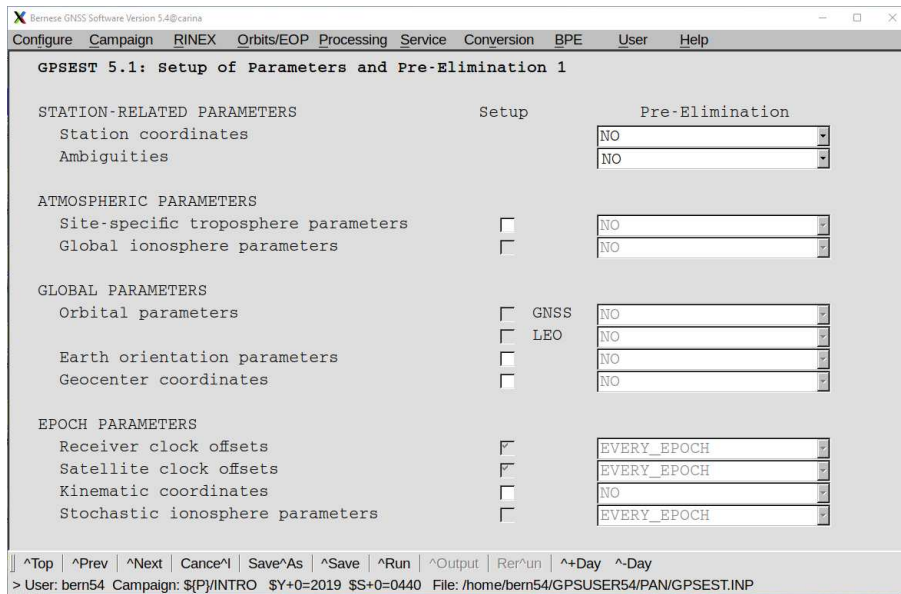 Bernese GNSS Software Version 5.4@carina
Configure Campaign RINEX Orbits/EOP Processing Service Conversion BPE User Help
GPSEST 5.1: Setup of Parameters and Pre-Elimination 1
STATION-RELATED PARAMETERS Setup Pre-Elimination
Station coordinates NO
Ambiguities NO
ATMOSPHERIC PARAMETERS
Site-specific troposphere parameters NO
Global ionosphere parameters NO
GLOBAL PARAMETERS
Orbital parameters GNSS NO
LEO NO
Earth orientation parameters NO
Geocenter coordinates NO
EPOCH PARAMETERS
Receiver clock offsets EVERY_EPOCH
Satellite clock offsets EVERY_EPOCH
Kinematic coordinates NO
Stochastic ionosphere parameters EVERY_EPOCH
^Top | ^Prev | ^Next | Cance^l | Save^As | ^Save | ^Run | ^Output | Rer^un | ^+Day ^-Day
> User: bern54 Campaign: ${P}/INTRO $Y+0=2019 $S+0=0440 File: /home/bern54/GPSUSER54/PAN/GPSEST.INP